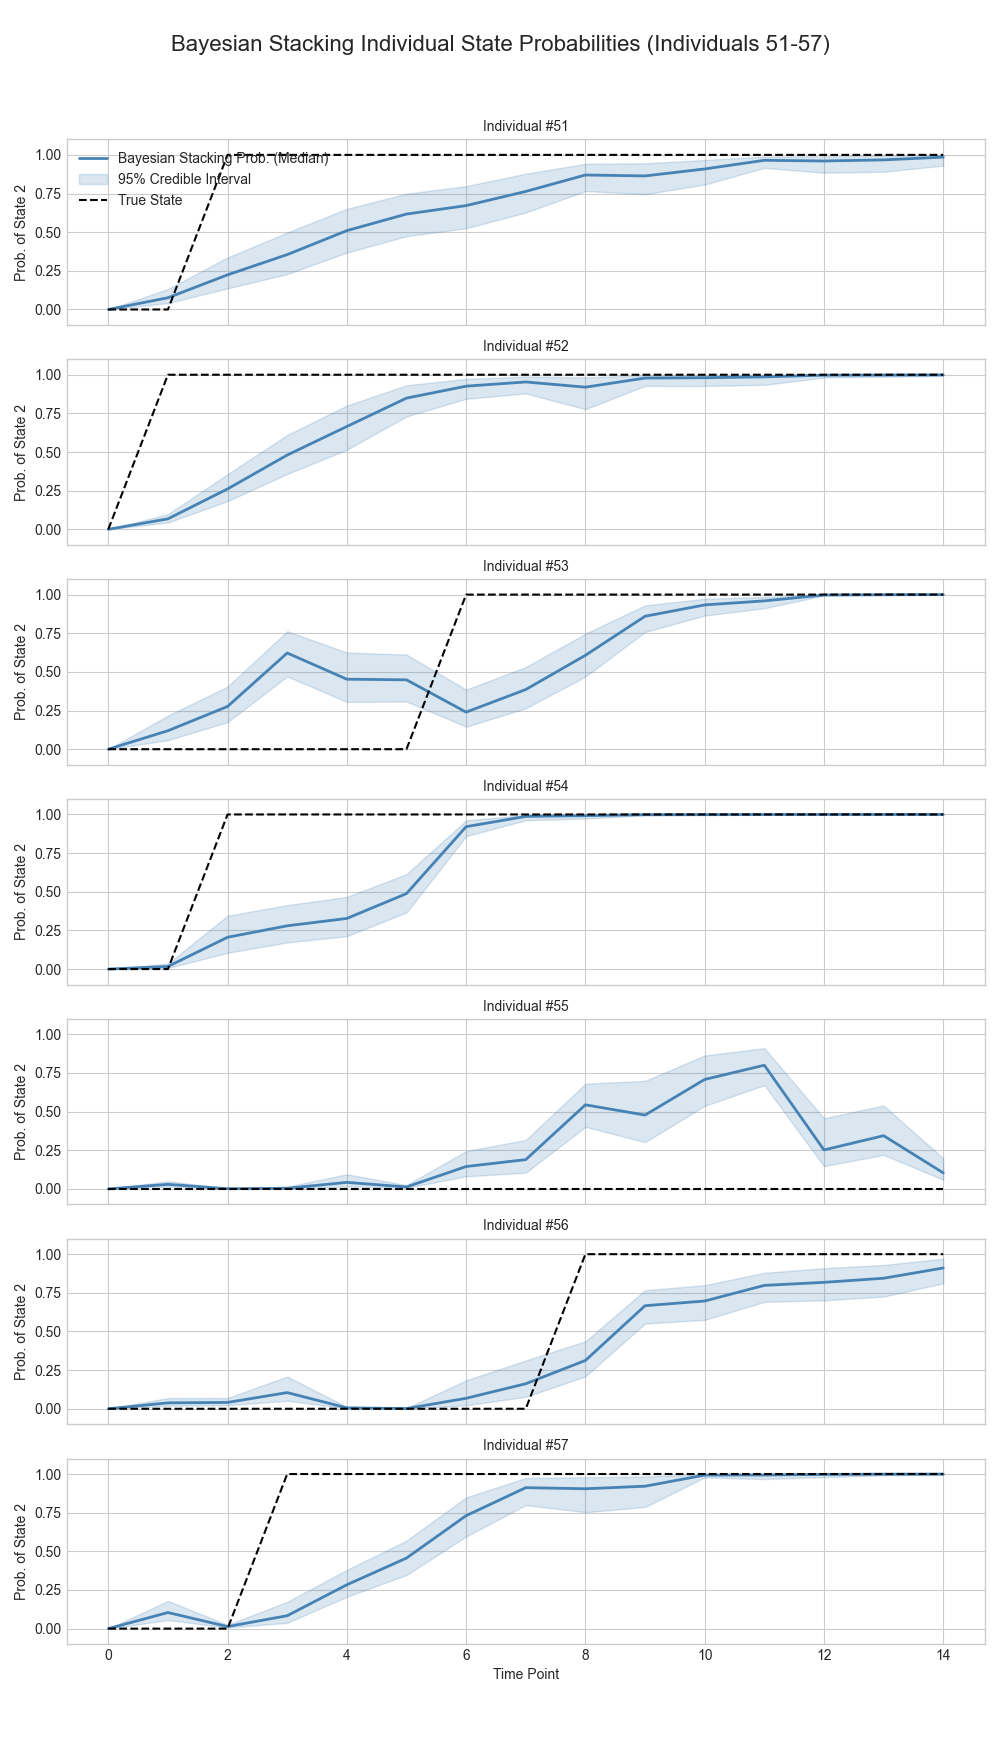 Bayesian Stacking Individual State Probabilities (Individuals 51-57)
Individual #51
Prob. of State 2
1.00
0.75
0.50
0.25
0.00
Bayesian Stacking Prob. (Median)
95% Credible Interval
True State
Individual #52
Prob. of State 2
1.00
0.75
0.50
0.25
0.00
Individual #53
Prob. of State 2
1.00
0.75
0.50
0.25
0.00
Individual #54
Prob. of State 2
1.00
0.75
0.50
0.25
0.00
Individual #55
Prob. of State 2
1.00
0.75
0.50
0.25
0.00
Individual #56
Prob. of State 2
1.00
0.75
0.50
0.25
0.00
Individual #57
Prob. of State 2
1.00
0.75
0.50
0.25
0.00
0 2 4 6 8 10 12 14
Time Point